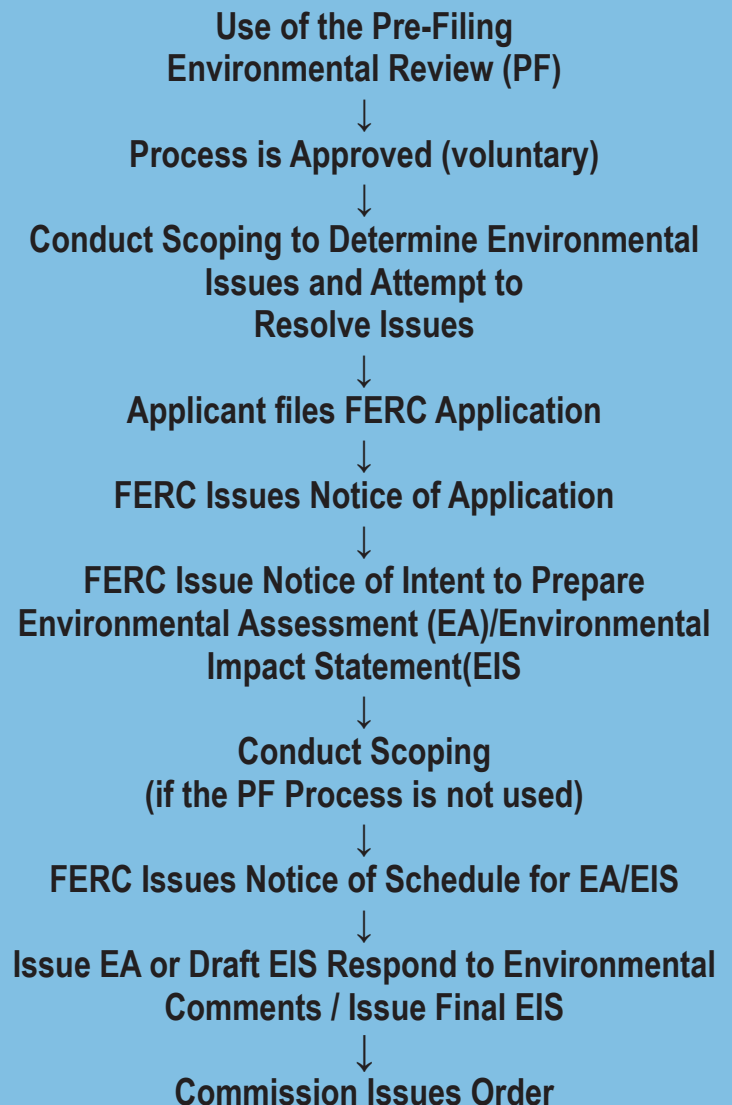 Use of the Pre-Filing
Environmental Review (PF)
↓
Process is Approved (voluntary)
↓
Conduct Scoping to Determine Environmental
Issues and Attempt to
Resolve Issues
↓
Applicant files FERC Application
↓
FERC Issues Notice of Application
↓
FERC Issue Notice of Intent to Prepare
Environmental Assessment (EA)/Environmental
Impact Statement(EIS
↓
Conduct Scoping
(if the PF Process is not used)
↓
FERC Issues Notice of Schedule for EA/EIS
↓
Issue EA or Draft EIS Respond to Environmental
Comments / Issue Final EIS
↓
Commission Issues Order